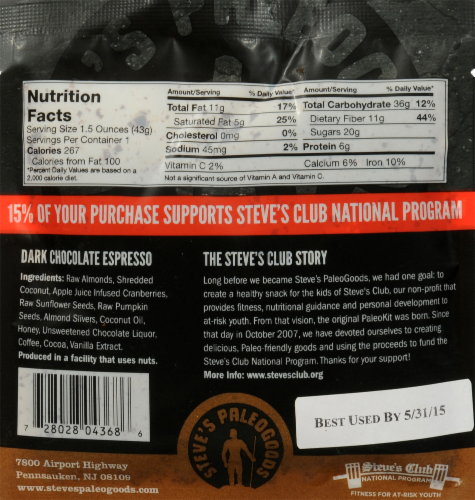 Nutrition
Facts
Serving Size 1.5 Ounces (43g)
Servings Per Container 1
Calories 267
Calories from Fat 100
*Percent Daily Values are based on a
2,000 calorie diet.
Amount/Serving % Daily Value*
Total Fat 11g 17%
Saturated Fat 5g 25%
Cholesterol 0mg 0%
Sodium 45mg 2%
Vitamin C 2%
Amount/Serving % Daily Value*
Total Carbohydrate 36g 12%
Dietary Fiber 11g 44%
Sugars 20g
Protein 6g
Calcium 6% Iron 10%
Not a significant source of Vitamin A and Vitamin C.
15% OF YOUR PURCHASE SUPPORTS STEVE'S CLUB NATIONAL PROGRAM
DARK CHOCOLATE ESPRESSO
Ingredients: Raw Almonds, Shredded
Coconut, Apple Juice Infused Cranberries,
Raw Sunflower Seeds, Raw Pumpkin
Seeds, Almond Slivers, Coconut Oil,
Honey, Unsweetened Chocolate Liquor,
Coffee, Cocoa, Vanilla Extract.
Produced in a facility that uses nuts.
THE STEVE'S CLUB STORY
Long before we became Steve's PaleoGoods, we had one goal: to
create a healthy snack for the kids of Steve's Club, our non-profit that
provides fitness, nutritional guidance and personal development to
at-risk youth. From that vision, the original PaleoKit was born. Since
that day in October 2007, we have devoted ourselves to creating
delicious, Paleo-friendly goods and using the proceeds to fund the
Steve's Club National Program. Thanks for your support!
More Info: www.stevesclub.org
7 28028 04368 6
7800 Airport Highway
Pennsauken, NJ 08109
www.stevespaleogoods.com
STEVE'S PALEOGOODS
BEST USED BY 5/31/15
Steve's Club
NATIONAL PROGRAM
FITNESS FOR AT-RISK YOUTH